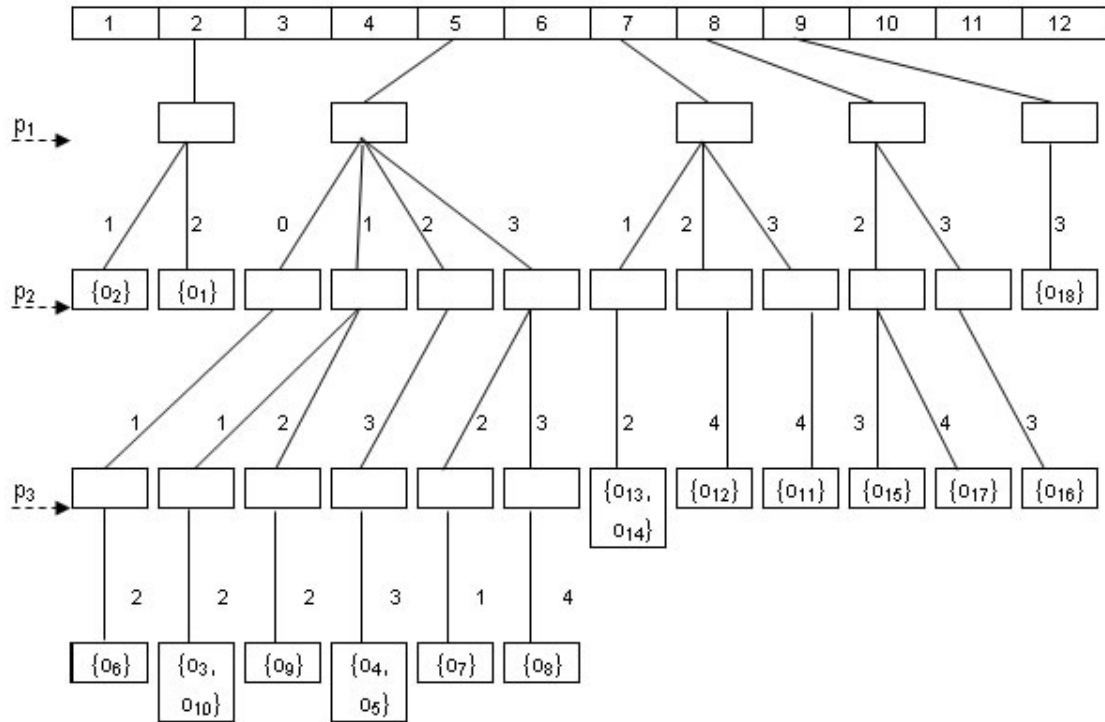 1 2 3 4 5 6 7 8 9 10 11 12
p1
1 2 0 1 2 3 1 2 3 2 3 3
p2 {o2} {o1} {o18}
1 1 2 3 2 3 2 4 4 3 4 3
p3 {o13, {o12} {o11} {o15} {o17} {o16}
o14}
2 2 2 3 1 4
{o6} {o3, {o9} {o4, {o7} {o8}
o10} o5}